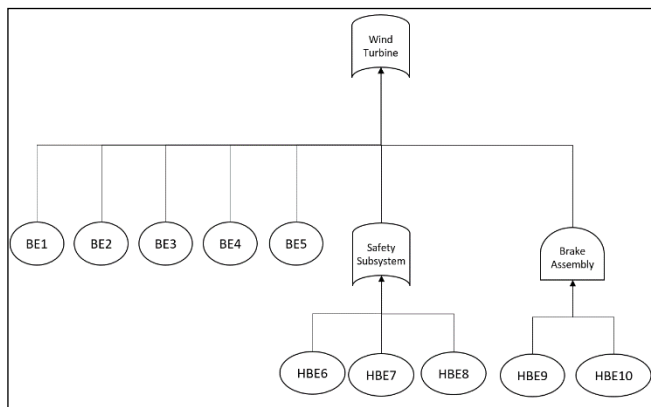 Wind
Turbine
BE1
BE2
BE3
BE4
BE5
Safety
Subsystem
Brake
Assembly
HBE6
HBE7
HBE8
HBE9
HBE10